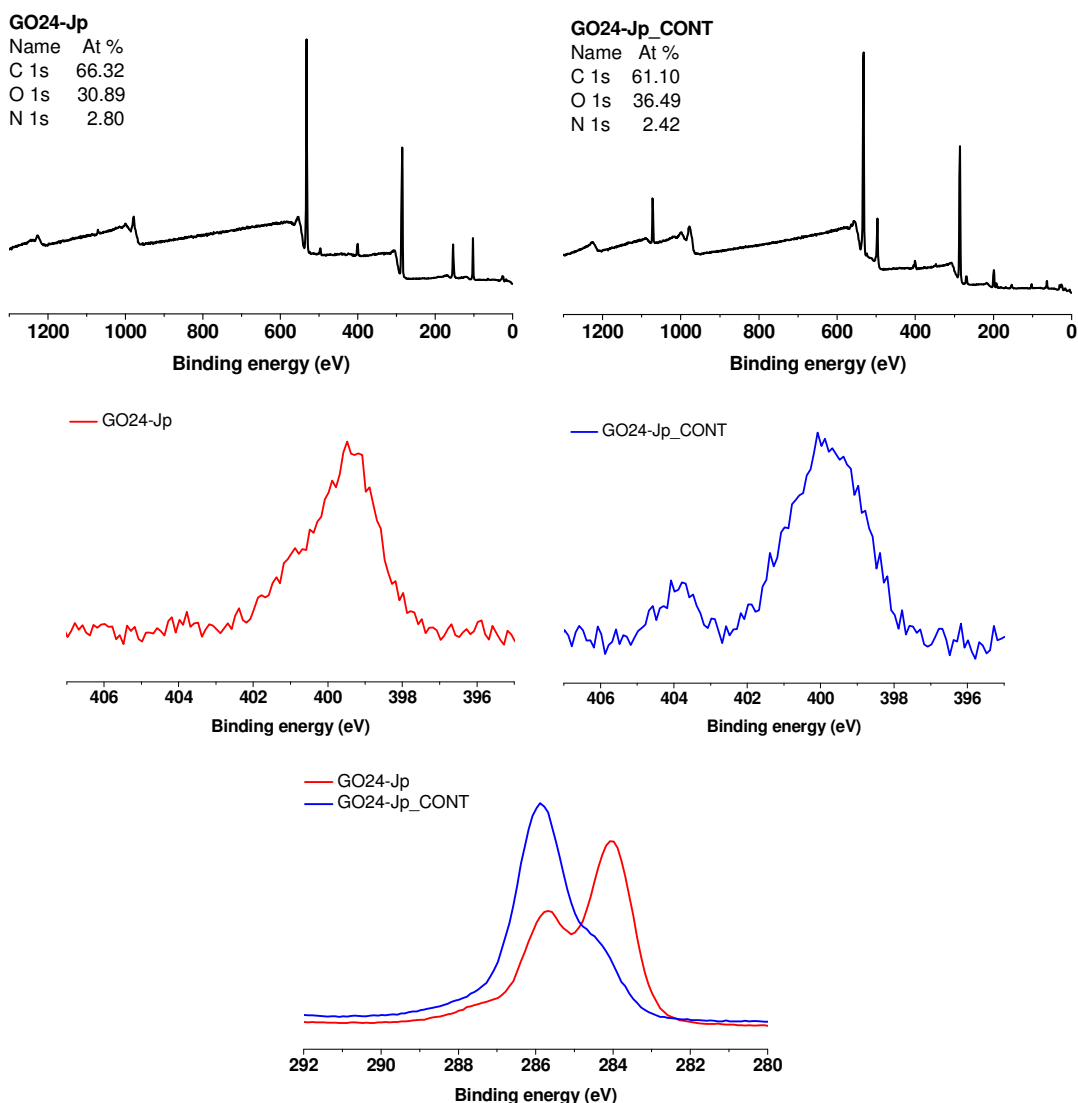 GO24-Jp
Name At %
C 1s 66.32
O 1s 30.89
N 1s 2.80
1200 1000 800 600 400 200 0
Binding energy (eV)
GO24-Jp_CONT
Name At %
C 1s 61.10
O 1s 36.49
N 1s 2.42
1200 1000 800 600 400 200 0
Binding energy (eV)
GO24-Jp
406 404 402 400 398 396
Binding energy (eV)
GO24-Jp_CONT
406 404 402 400 398 396
Binding energy (eV)
GO24-Jp
GO24-Jp_CONT
292 290 288 286 284 282 280
Binding energy (eV)